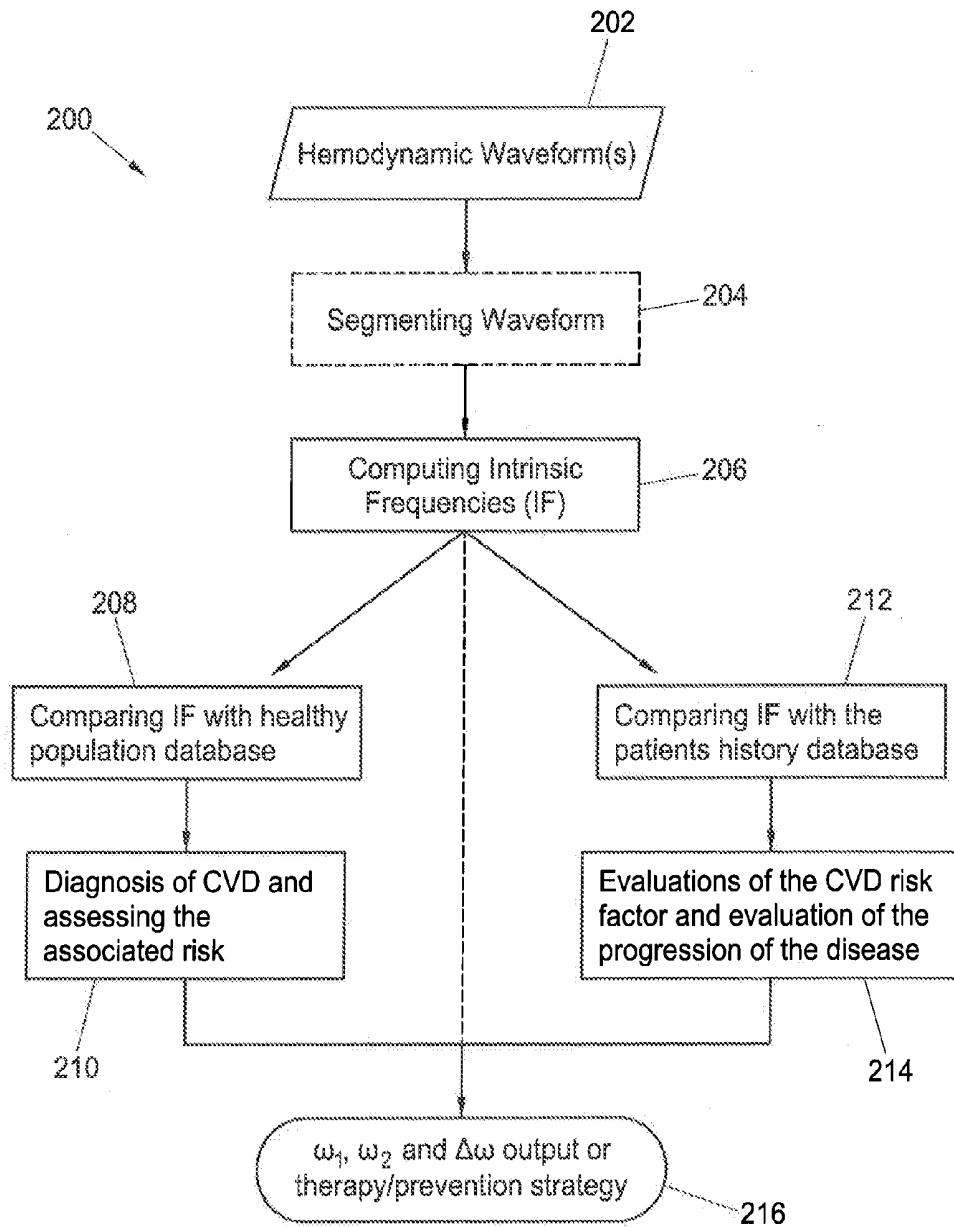 202
200
Hemodynamic Waveform(s)
204
Segmenting Waveform
Computing Intrinsic
Frequencies (IF)
206
208
212
Comparing IF with healthy
population database
Comparing IF with the
patients history database
Diagnosis of CVD and
assessing the
associated risk
Evaluations of the CVD risk
factor and evaluation of the
progression of the disease
210
214
ω₁, ω₂ and Δω output or
therapy/prevention strategy
216